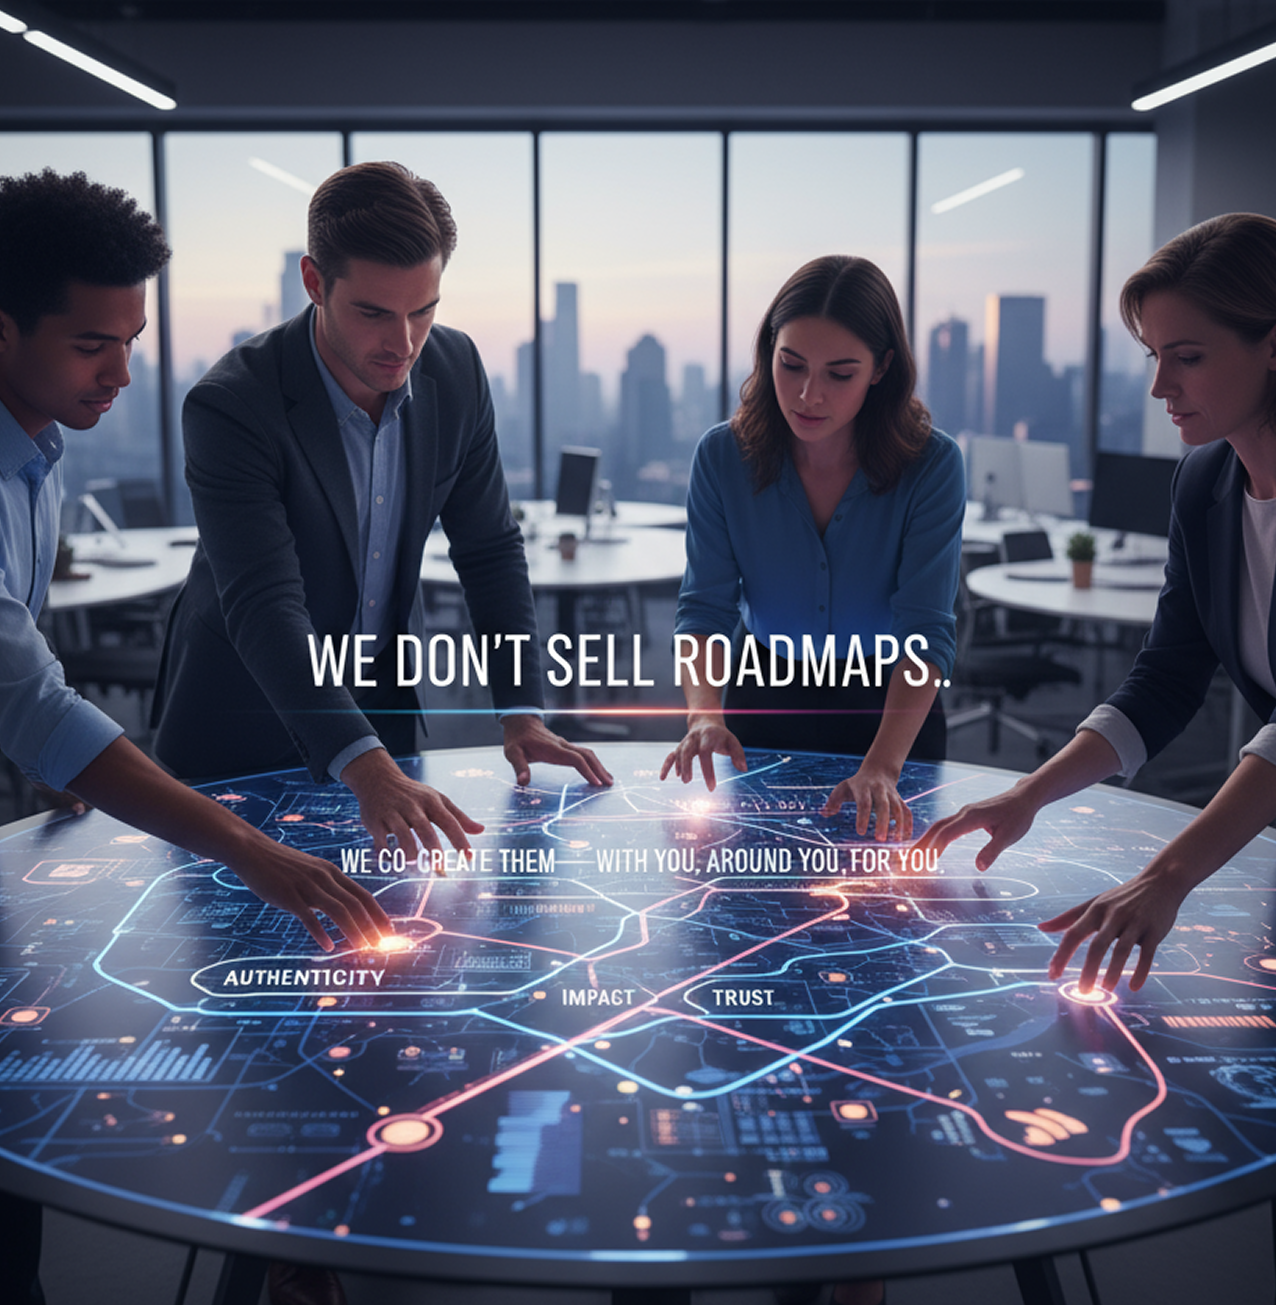 WE DON'T SELL ROADMAPS..
WE CO-CREATE THEM — WITH YOU, AROUND YOU, FOR YOU.
AUTHENTICITY
IMPACT
TRUST